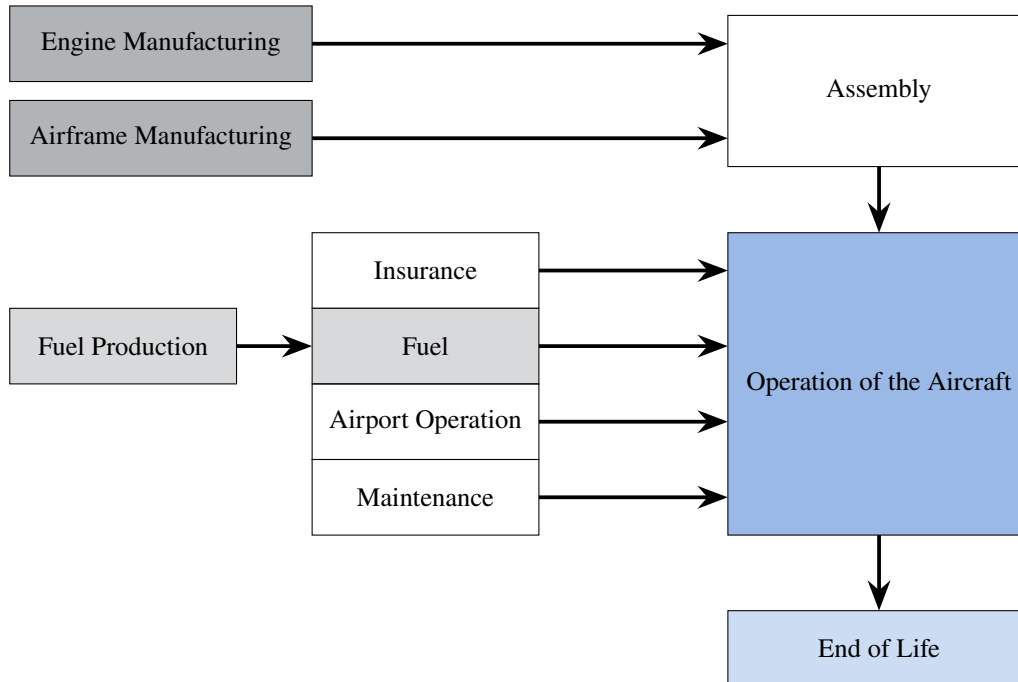 Engine Manufacturing
Airframe Manufacturing
Assembly
Insurance
Fuel Production
Fuel
Airport Operation
Maintenance
Operation of the Aircraft
End of Life